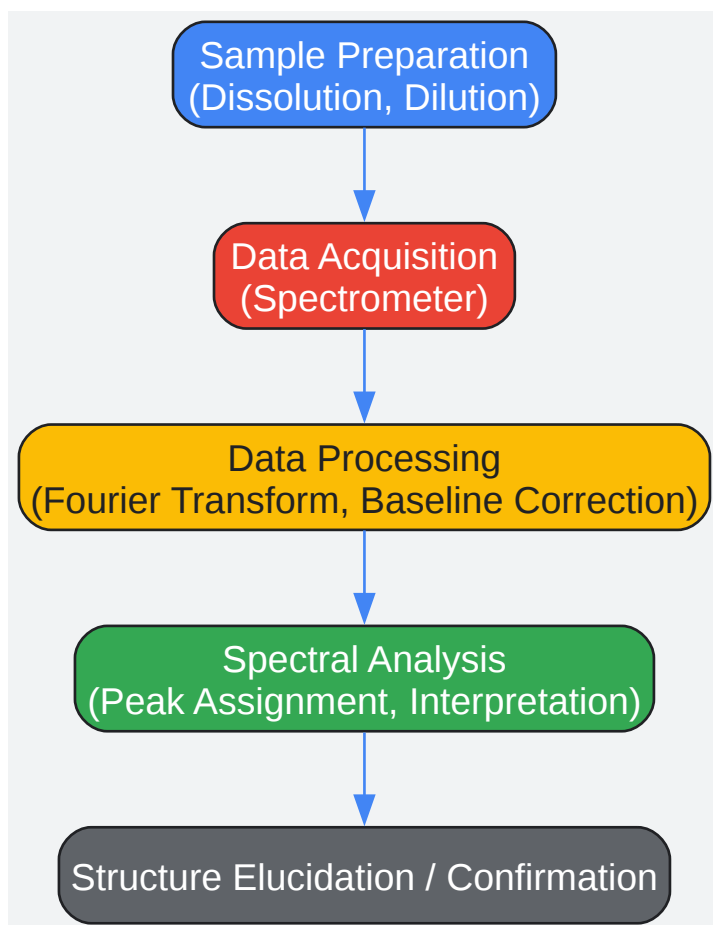 Sample Preparation
(Dissolution, Dilution)
Data Acquisition
(Spectrometer)
Data Processing
(Fourier Transform, Baseline Correction)
Spectral Analysis
(Peak Assignment, Interpretation)
Structure Elucidation / Confirmation